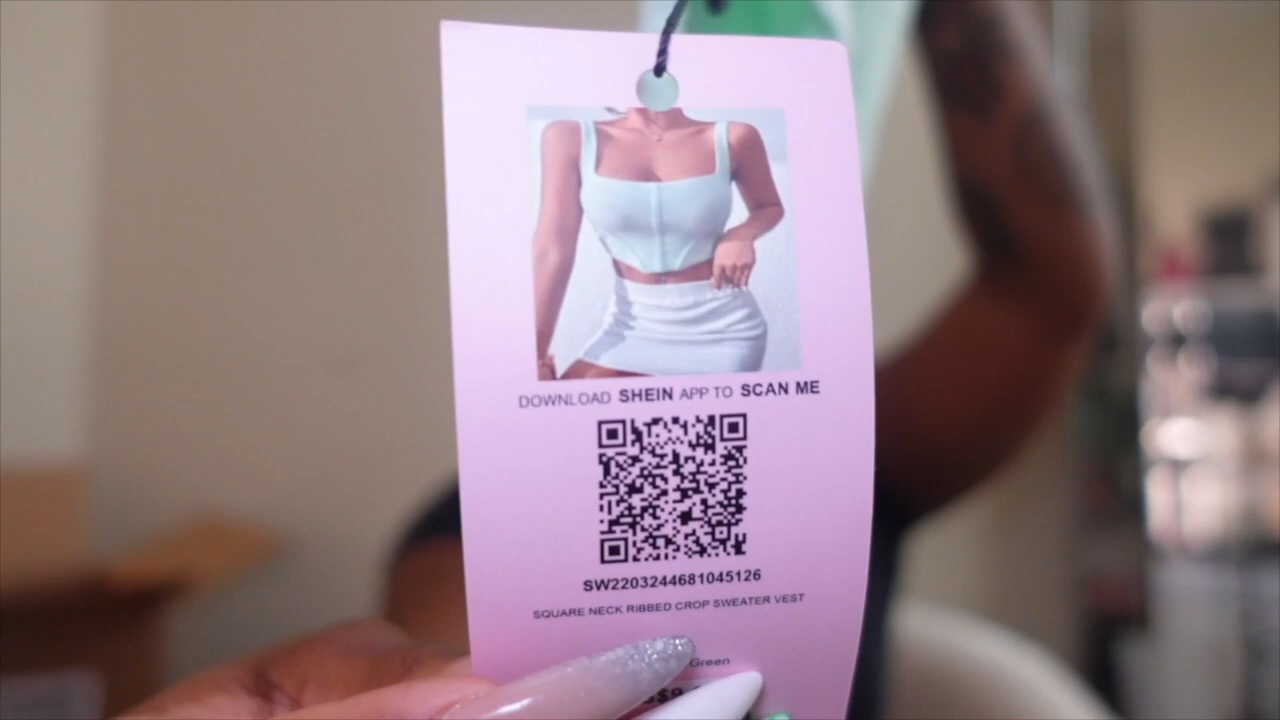 DOWNLOAD SHEIN APP TO SCAN ME
SW2203244681045126
SQUARE NECK RIBBED CROP SWEATER VEST
Green